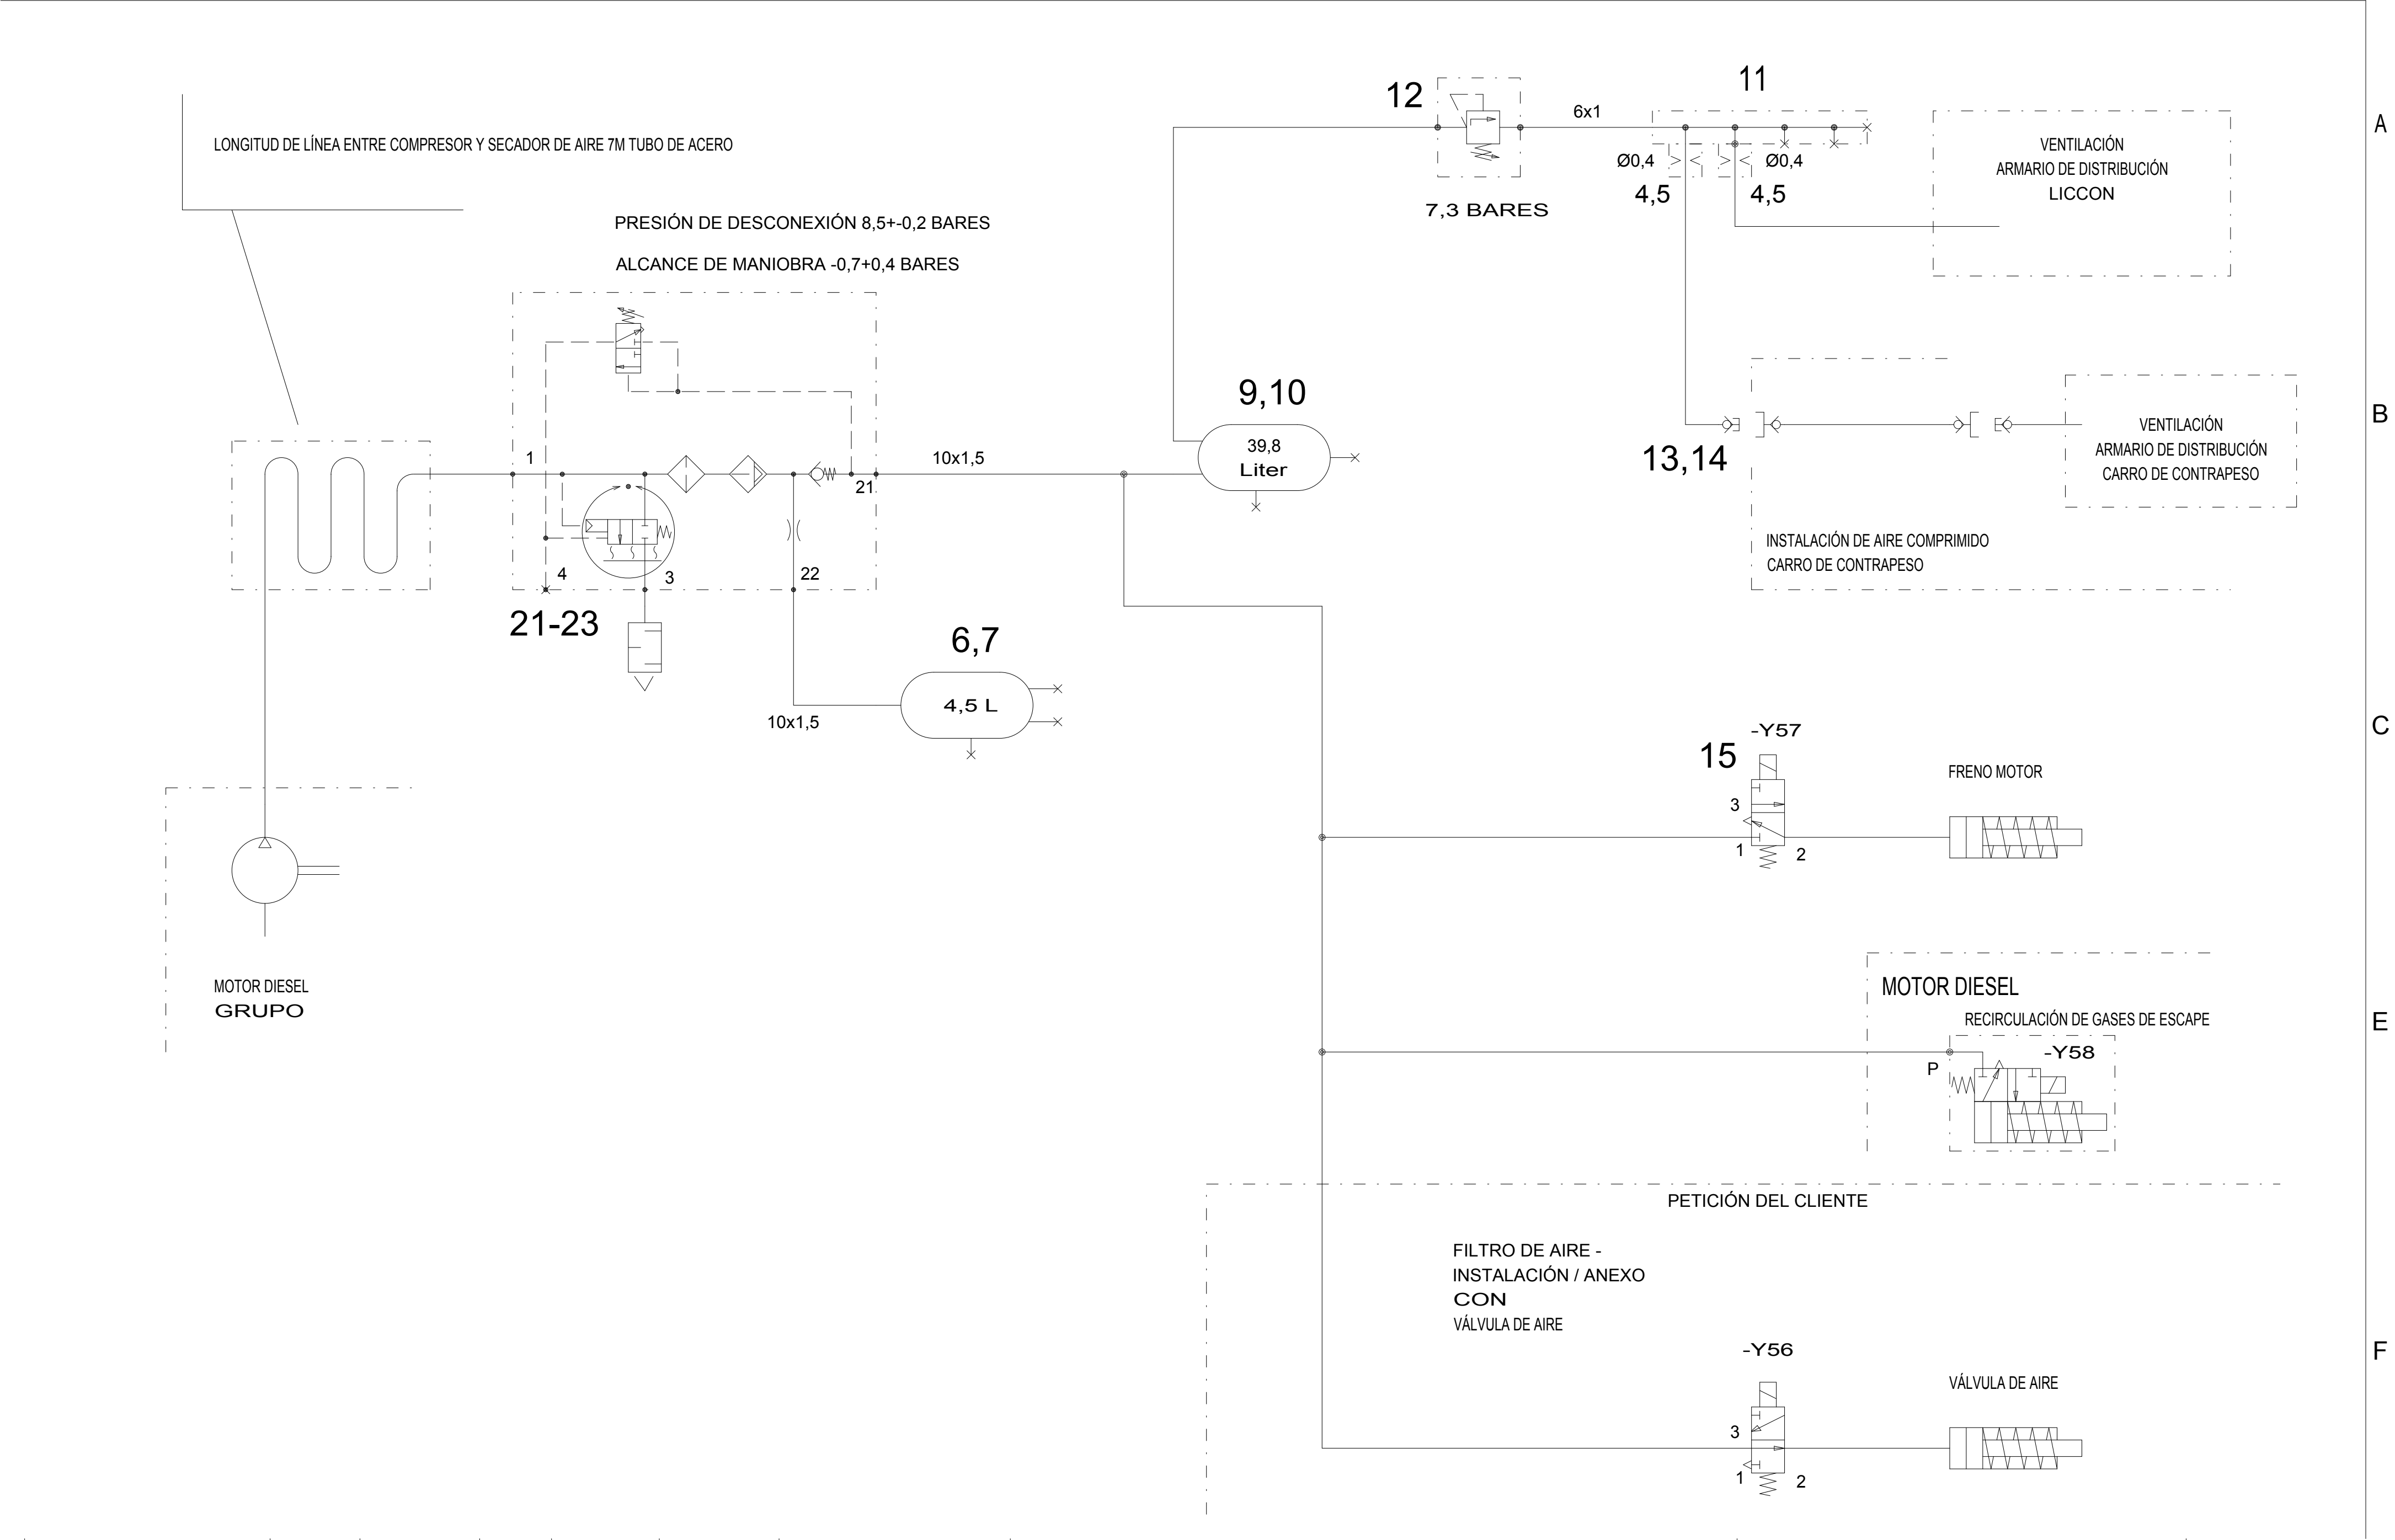 12
11
6x1
A
LONGITUD DE LÍNEA ENTRE COMPRESOR Y SECADOR DE AIRE 7M TUBO DE ACERO
Ø0,4
Ø0,4
4,5
4,5
7,3 BARES
VENTILACIÓN
ARMARIO DE DISTRIBUCIÓN
LICCON
PRESIÓN DE DESCONEXIÓN 8,5+-0,2 BARES
ALCANCE DE MANIOBRA -0,7+0,4 BARES
9,10
39,8
Liter
B
1
21
10x1,5
13,14
VENTILACIÓN
ARMARIO DE DISTRIBUCIÓN
CARRO DE CONTRAPESO
INSTALACIÓN DE AIRE COMPRIMIDO
CARRO DE CONTRAPESO
4
3
22
21-23
6,7
4,5 L
10x1,5
C
-Y57
15
3
1
2
FRENO MOTOR
MOTOR DIESEL
GRUPO
MOTOR DIESEL
RECIRCULACIÓN DE GASES DE ESCAPE
-Y58
P
E
PETICIÓN DEL CLIENTE
FILTRO DE AIRE -
INSTALACIÓN / ANEXO
CON
VÁLVULA DE AIRE
-Y56
3
1
2
VÁLVULA DE AIRE
F